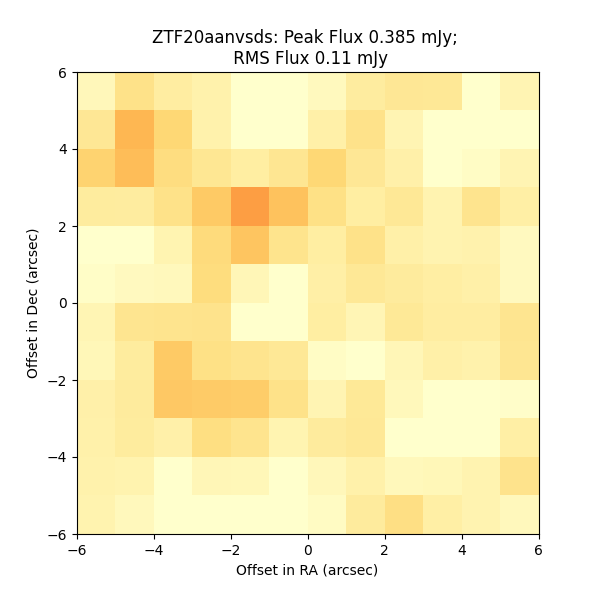 ZTF20aanvsds: Peak Flux 0.385 mJy;
RMS Flux 0.11 mJy
6
4
2
0
−2
−4
−6
Offset in Dec (arcsec)
−6 −4 −2 0 2 4 6
Offset in RA (arcsec)